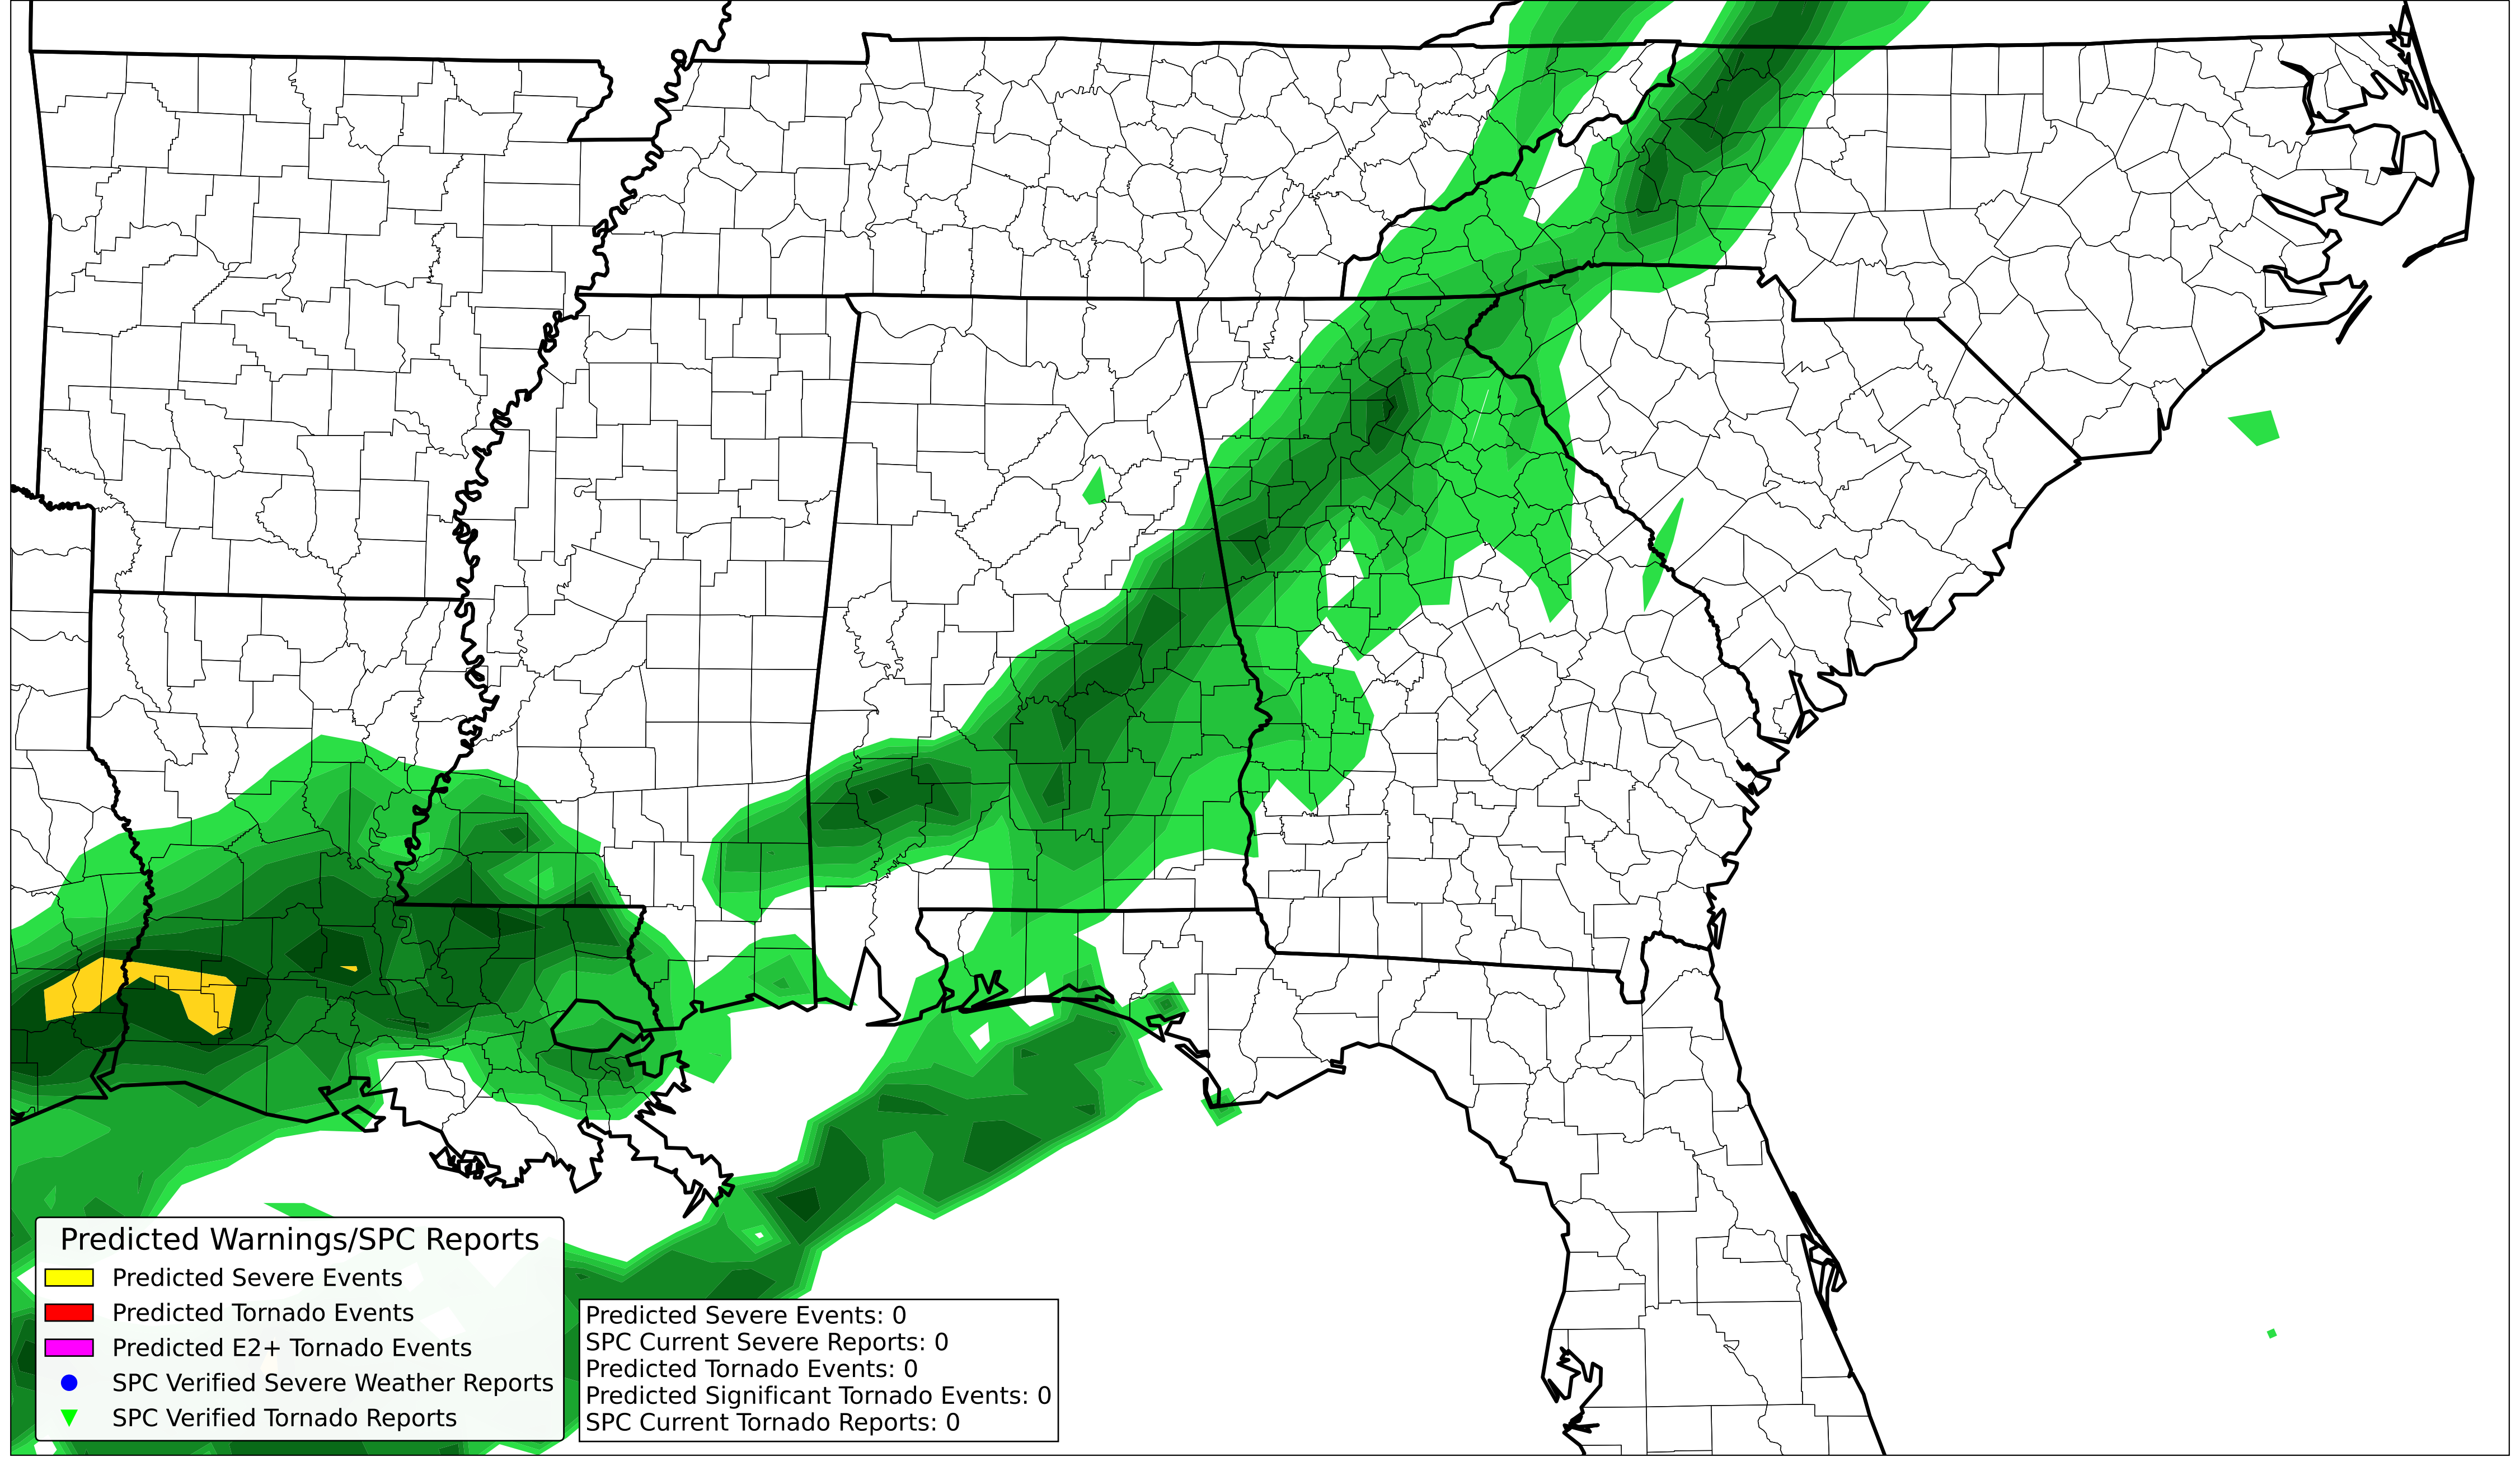 Predicted Warnings/SPC Reports
Predicted Severe Events
Predicted Tornado Events
Predicted E2+ Tornado Events
SPC Verified Severe Weather Reports
SPC Verified Tornado Reports
Predicted Severe Events: 0
SPC Current Severe Reports: 0
Predicted Tornado Events: 0
Predicted Significant Tornado Events: 0
SPC Current Tornado Reports: 0